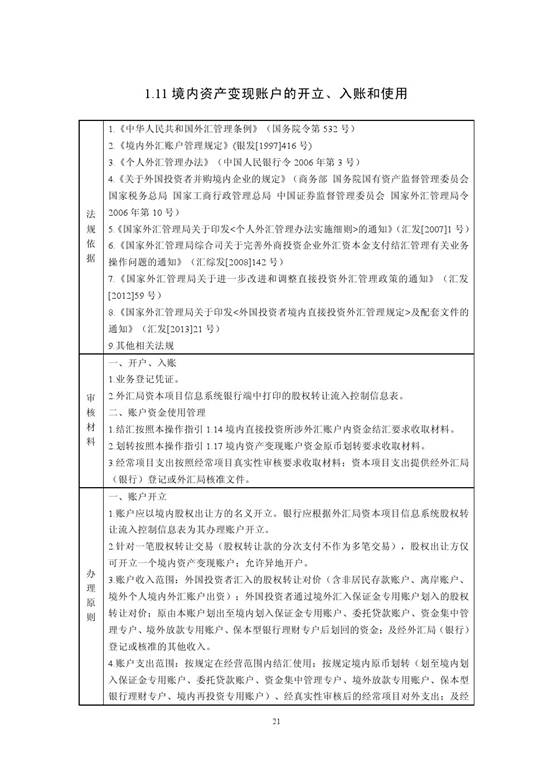 1.11 境内资产变现账户的开立、入账和使用
法规依据
1.《中华人民共和国外汇管理条例》（国务院令第 532 号）
2.《境内外汇账户管理规定》(银发[1997]416 号)
3.《个人外汇管理办法》（中国人民银行令 2006 年第 3 号）
4.《关于外国投资者并购境内企业的规定》（商务部 国务院国有资产监督管理委员会
国家税务总局 国家工商行政管理总局 中国证券监督管理委员会 国家外汇管理局令
2006 年第 10 号）
5.《国家外汇管理局关于印发<个人外汇管理办法实施细则>的通知》（汇发[2007]1 号）
6.《国家外汇管理局综合司关于完善外商投资企业外汇资本金支付结汇管理有关业务
操作问题的通知》（汇综发[2008]142 号）
7.《国家外汇管理局关于进一步改进和调整直接投资外汇管理政策的通知》（汇发
[2012]59 号）
8.《国家外汇管理局关于印发<外国投资者境内直接投资外汇管理规定>及配套文件的
通知》（汇发[2013]21 号）
9.其他相关法规
审核材料
一、开户、入账
1.业务登记凭证。
2.外汇局资本项目信息系统银行端中打印的股权转让流入控制信息表。
二、账户资金使用管理
1.结汇按照本操作指引 1.14 境内直接投资所涉外汇账户内资金结汇要求收取材料。
2.划转按照本操作指引 1.17 境内资产变现账户资金原币划转要求收取材料。
3.经常项目支出按照经常项目真实性审核要求收取材料；资本项目支出提供经外汇局
（银行）登记或外汇局核准文件。
办理原则
一、账户开立
1.账户应以境内股权出让方的名义开立。银行应根据外汇局资本项目信息系统股权转
让流入控制信息表为其办理账户开立。
2.针对一笔股权转让交易（股权转让款的分次支付不作为多笔交易），股权出让方仅
可开立一个境内资产变现账户；允许异地开户。
3.账户收入范围：外国投资者汇入的股权转让对价（含非居民存款账户、离岸账户、
境外个人境内外汇账户出资）；外国投资者通过境外汇入保证金专用账户划入的股权
转让对价；原由本账户划出至境内划入保证金专用账户、委托贷款账户、资金集中管
理专户、境外放款专用账户、保本型银行理财专户后划回的资金；及经外汇局（银行）
登记或核准的其他收入。
4.账户支出范围：按规定在经营范围内结汇使用；按规定境内原币划转（划至境内划
入保证金专用账户、委托贷款账户、资金集中管理专户、境外放款专用账户、保本型
银行理财专户、境内再投资专用账户）、经真实性审核后的经常项目对外支出；及经
21